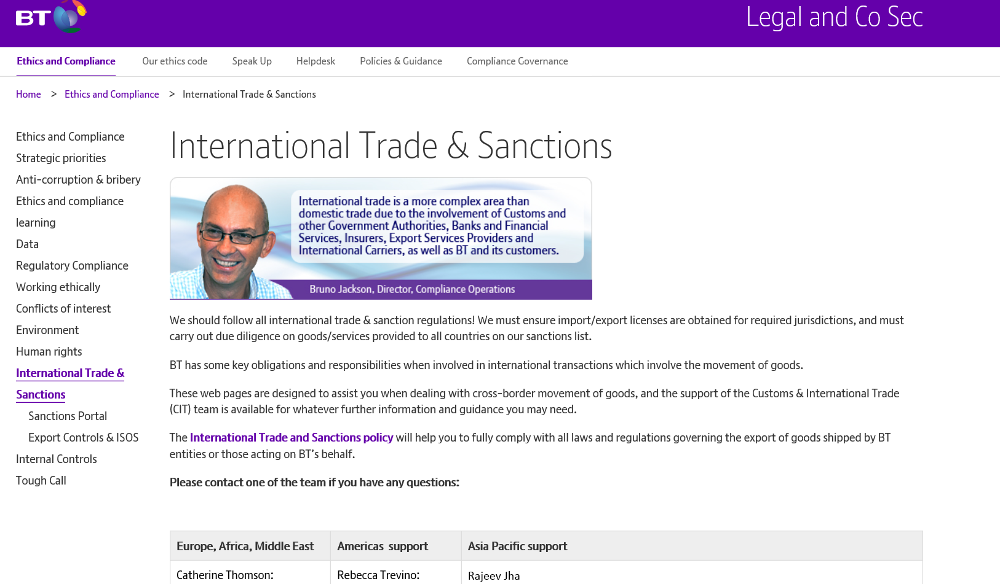 BT
Legal and Co Sec
Ethics and Compliance Our ethics code Speak Up Helpdesk Policies & Guidance Compliance Governance
Home > Ethics and Compliance > International Trade & Sanctions
Ethics and Compliance
Strategic priorities
Anti-corruption & bribery
Ethics and compliance
learning
Data
Regulatory Compliance
Working ethically
Conflicts of interest
Environment
Human rights
International Trade &
Sanctions
Sanctions Portal
Export Controls & ISOS
Internal Controls
Tough Call
International Trade & Sanctions
International trade is a more complex area than
domestic trade due to the involvement of Customs and
other Government Authorities, Banks and Financial
Services, Insurers, Export Services Providers and
International Carriers, as well as BT and its customers.
Bruno Jackson, Director, Compliance Operations
We should follow all international trade & sanction regulations! We must ensure import/export licenses are obtained for required jurisdictions, and must
carry out due diligence on goods/services provided to all countries on our sanctions list.
BT has some key obligations and responsibilities when involved in international transactions which involve the movement of goods.
These web pages are designed to assist you when dealing with cross-border movement of goods, and the support of the Customs & International Trade
(CIT) team is available for whatever further information and guidance you may need.
The International Trade and Sanctions policy will help you to fully comply with all laws and regulations governing the export of goods shipped by BT
entities or those acting on BT’s behalf.
Please contact one of the team if you have any questions:
Europe, Africa, Middle East Americas support Asia Pacific support
Catherine Thomson: Rebecca Trevino: Rajeev Jha